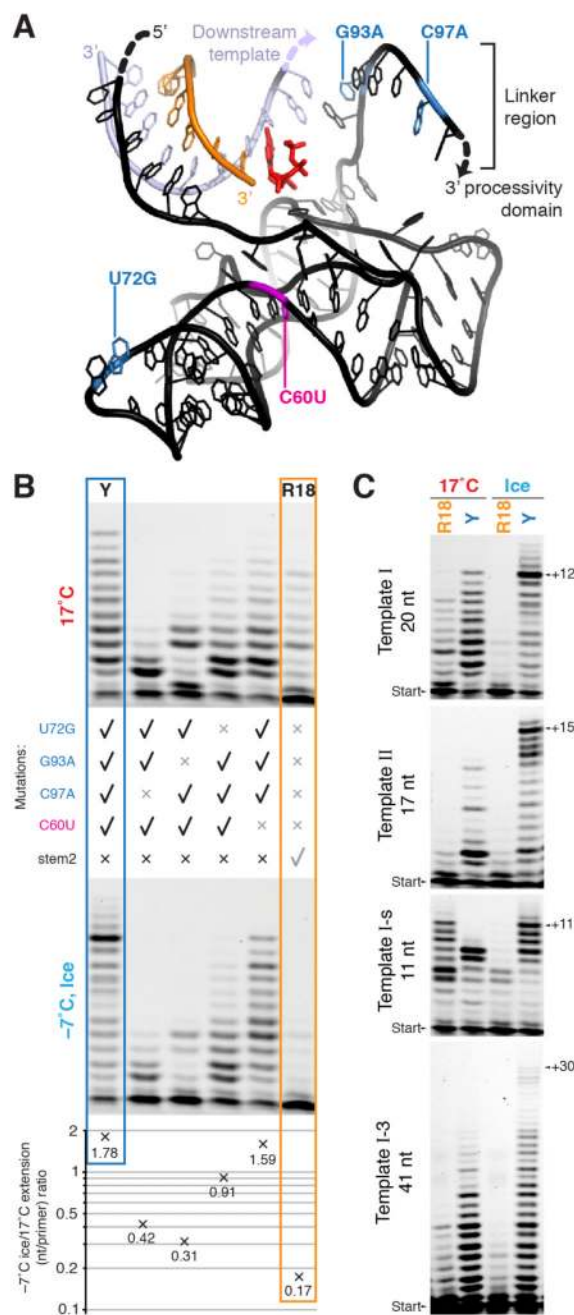 A
3'
5'
Downstream
template
G93A
C97A
Linker
region
3'
3' processivity
domain
U72G
C60U
B
Y
R18
17°C
Mutations:
U72G
✓ ✓ ✓ × ✓ ×
G93A
✓ ✓ × ✓ ✓ ×
C97A
✓ × ✓ ✓ ✓ ×
C60U
✓ ✓ ✓ ✓ × ×
stem2
× × × × × ✓
–7°C, Ice
–7°C ice/17°C extension
(nt/primer) ratio
2
1
0.5
0.2
0.1
1.78
0.42
0.31
0.91
1.59
0.17
C
17°C
Ice
R18
Y
R18
Y
Template I
20 nt
+12
Start
Template II
17 nt
+15
Start
Template I-s
11 nt
+11
Start
Template I-3
41 nt
+30
Start